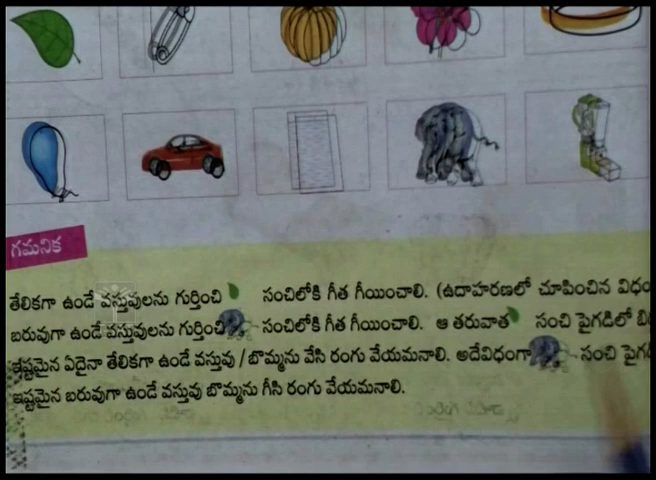 గమనిక
తేలికగా ఉండే వస్తువులను గుర్తించి సంచిలోకి గీత గీయించాలి. (ఉదాహరణలో చూపించిన విధం
బరువుగా ఉండే వస్తువులను గుర్తించి సంచిలోకి గీత గీయించాలి. ఆ తరువాత సంచి పైగడిలో
ఇష్టమైన ఏదైనా తేలికగా ఉండే వస్తువు / బొమ్మను వేసి రంగు వేయమనాలి. అదేవిధంగా సంచి పైగ
ఇష్టమైన బరువుగా ఉండే వస్తువు బొమ్మను గీసి రంగు వేయమనాలి.